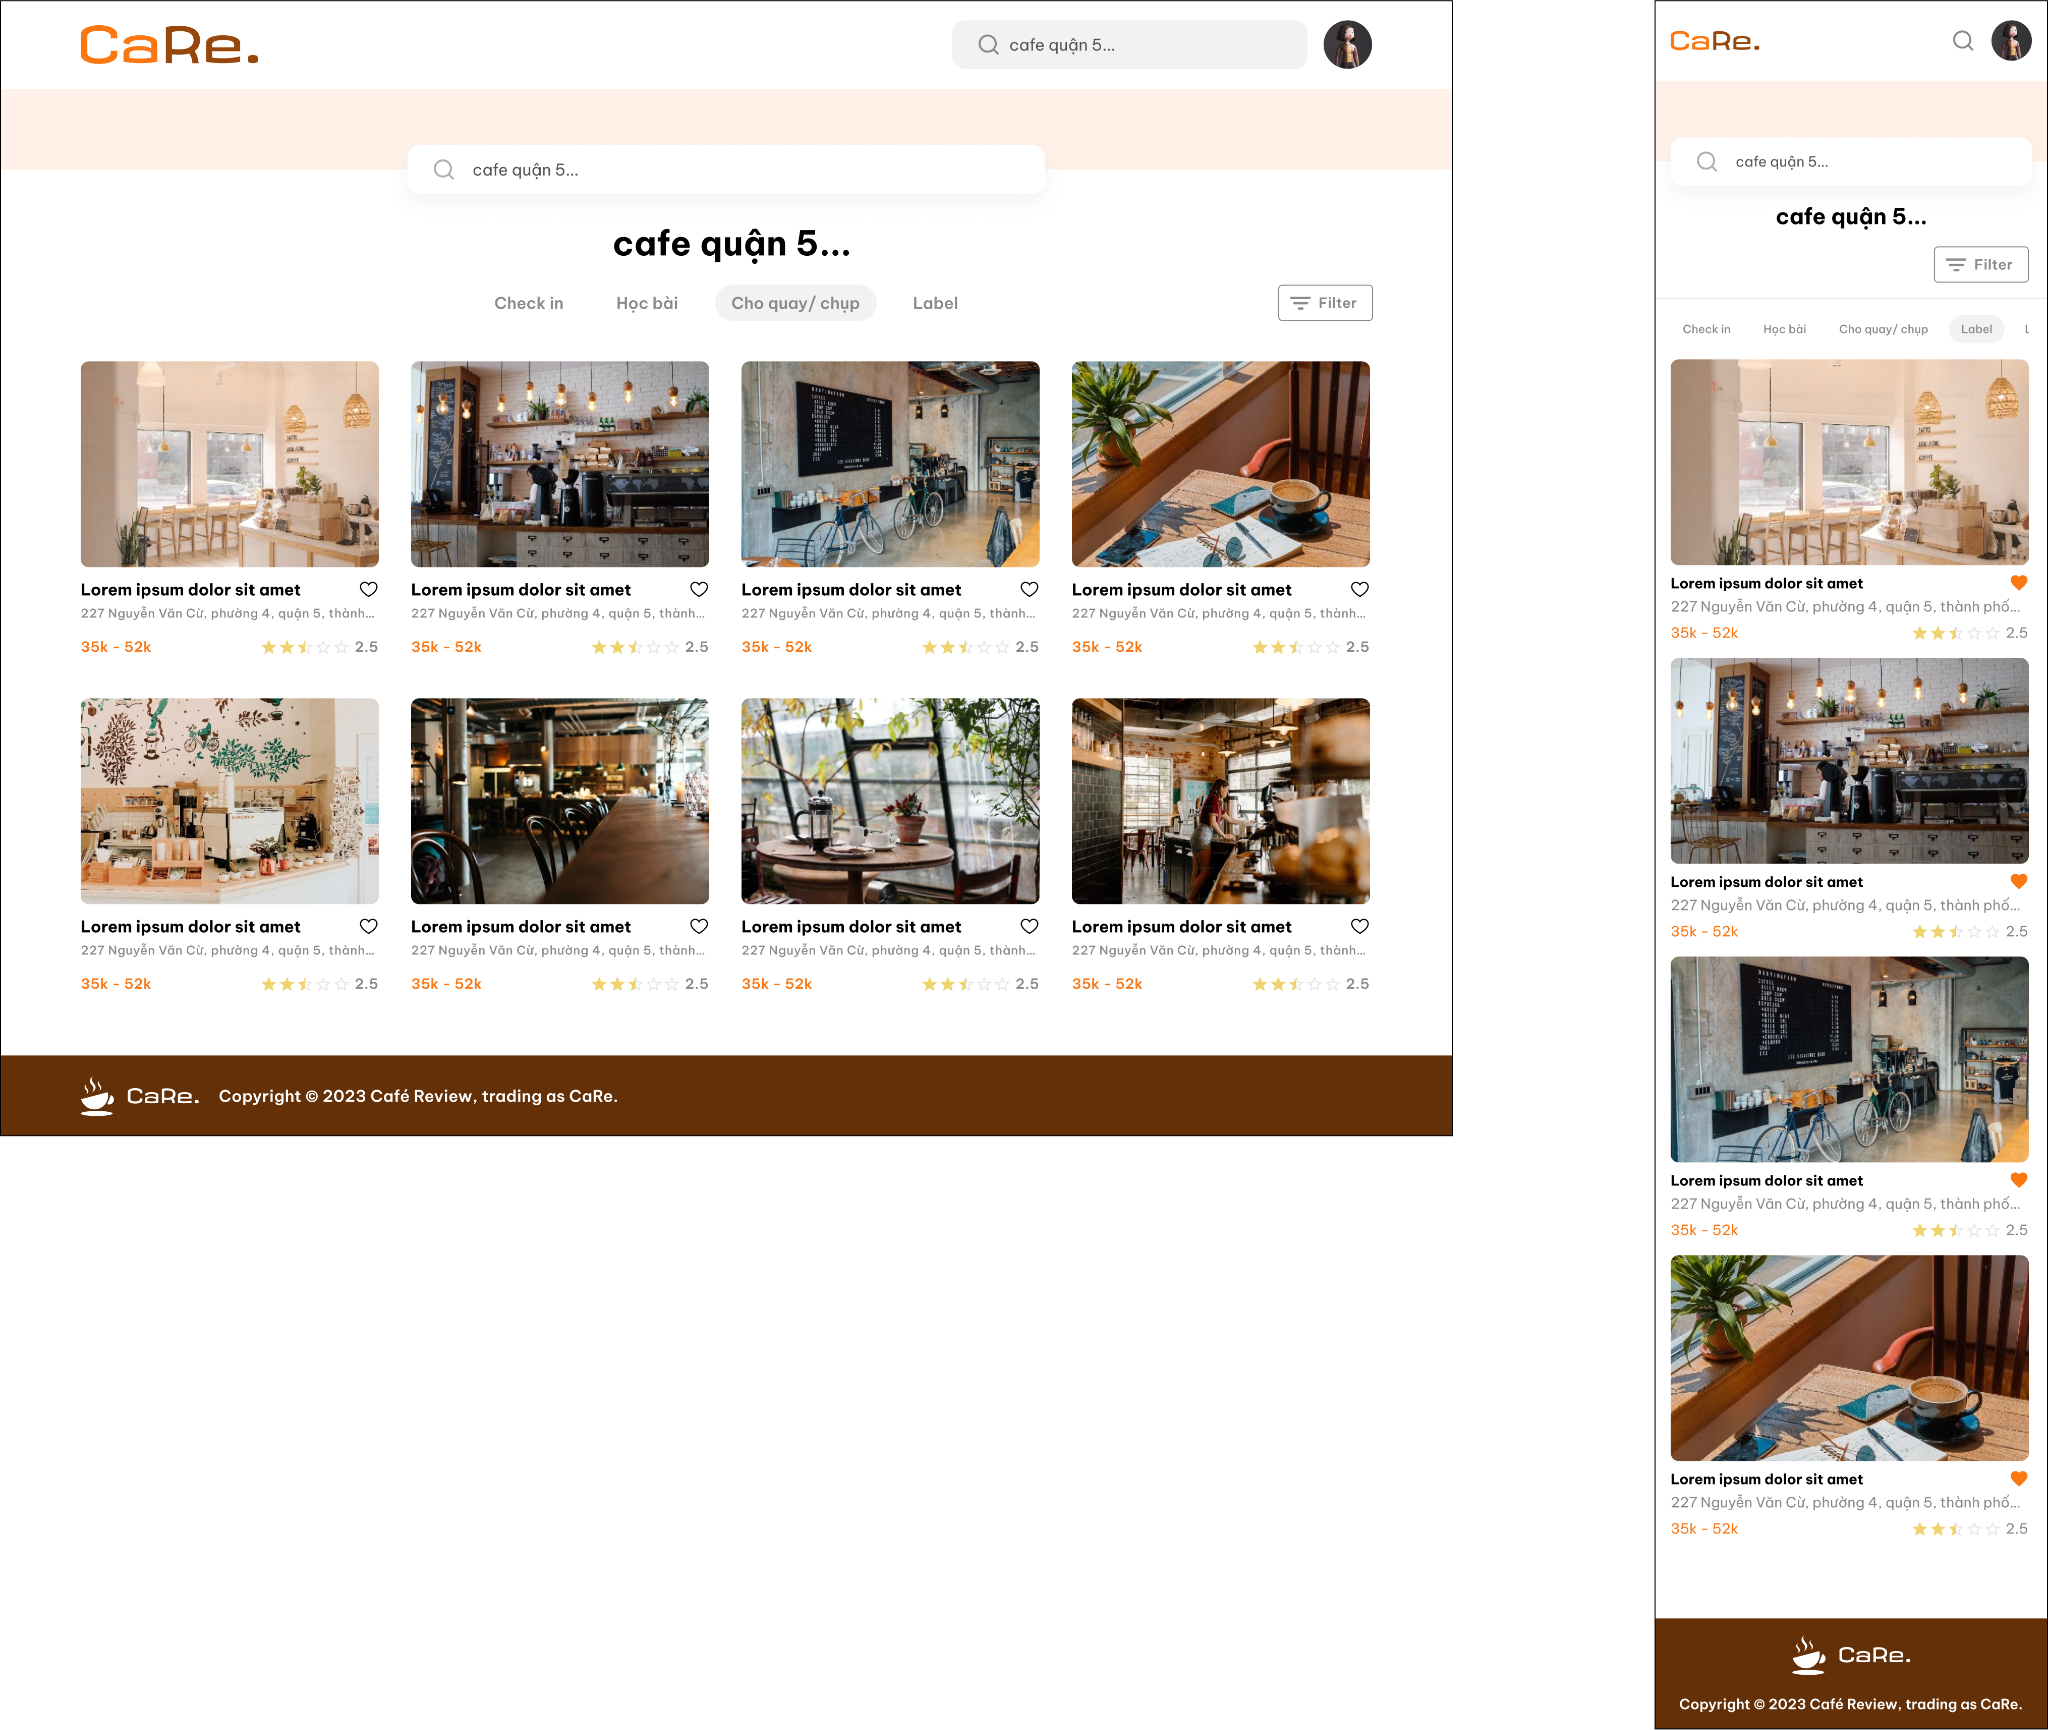 CaRe.
cafe quận 5...
cafe quận 5...
cafe quận 5...
Check in
Học bài
Cho quay/ chụp
Label
Filter
Lorem ipsum dolor sit amet
227 Nguyễn Văn Cừ, phường 4, quận 5, thành...
35k - 52k
2.5
Lorem ipsum dolor sit amet
227 Nguyễn Văn Cừ, phường 4, quận 5, thành...
35k - 52k
2.5
DESTINATION
Lorem ipsum dolor sit amet
227 Nguyễn Văn Cừ, phường 4, quận 5, thành...
35k - 52k
2.5
Lorem ipsum dolor sit amet
227 Nguyễn Văn Cừ, phường 4, quận 5, thành...
35k - 52k
2.5
Lorem ipsum dolor sit amet
227 Nguyễn Văn Cừ, phường 4, quận 5, thành...
35k - 52k
2.5
Lorem ipsum dolor sit amet
227 Nguyễn Văn Cừ, phường 4, quận 5, thành...
35k - 52k
2.5
Lorem ipsum dolor sit amet
227 Nguyễn Văn Cừ, phường 4, quận 5, thành...
35k - 52k
2.5
Lorem ipsum dolor sit amet
227 Nguyễn Văn Cừ, phường 4, quận 5, thành...
35k - 52k
2.5
CaRe.
Copyright © 2023 Café Review, trading as CaRe.
CaRe.
cafe quận 5...
cafe quận 5...
Filter
Check in
Học bài
Cho quay/ chụp
Label
Lorem ipsum dolor sit amet
227 Nguyễn Văn Cừ, phường 4, quận 5, thành phố...
35k - 52k
2.5
Lorem ipsum dolor sit amet
227 Nguyễn Văn Cừ, phường 4, quận 5, thành phố...
35k - 52k
2.5
DESTINATION
Lorem ipsum dolor sit amet
227 Nguyễn Văn Cừ, phường 4, quận 5, thành phố...
35k - 52k
2.5
Lorem ipsum dolor sit amet
227 Nguyễn Văn Cừ, phường 4, quận 5, thành phố...
35k - 52k
2.5
CaRe.
Copyright © 2023 Café Review, trading as CaRe.